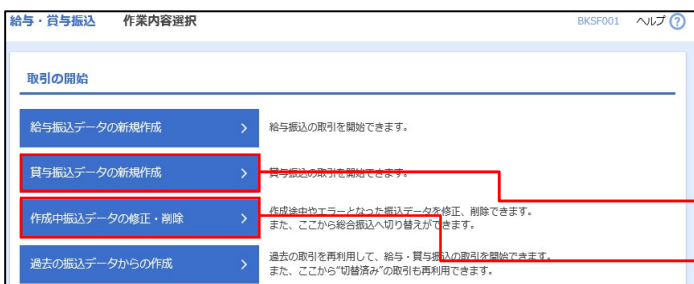 給与・賞与振込 作業内容選択 BKSF001 ヘルプ ?
取引の開始
給与振込データの新規作成 > 給与振込の取引を開始できます。
賞与振込データの新規作成 > 賞与振込の取引を開始できます。
作成中振込データの修正・削除 > 作成途中やエラーとなった振込データを修正、削除できます。
また、ここから総合振込へ切り替えができます。
過去の振込データからの作成 > 過去の取引を再利用して、給与・賞与振込の取引を開始できます。
また、ここから"切替済み"の取引も再利用できます。